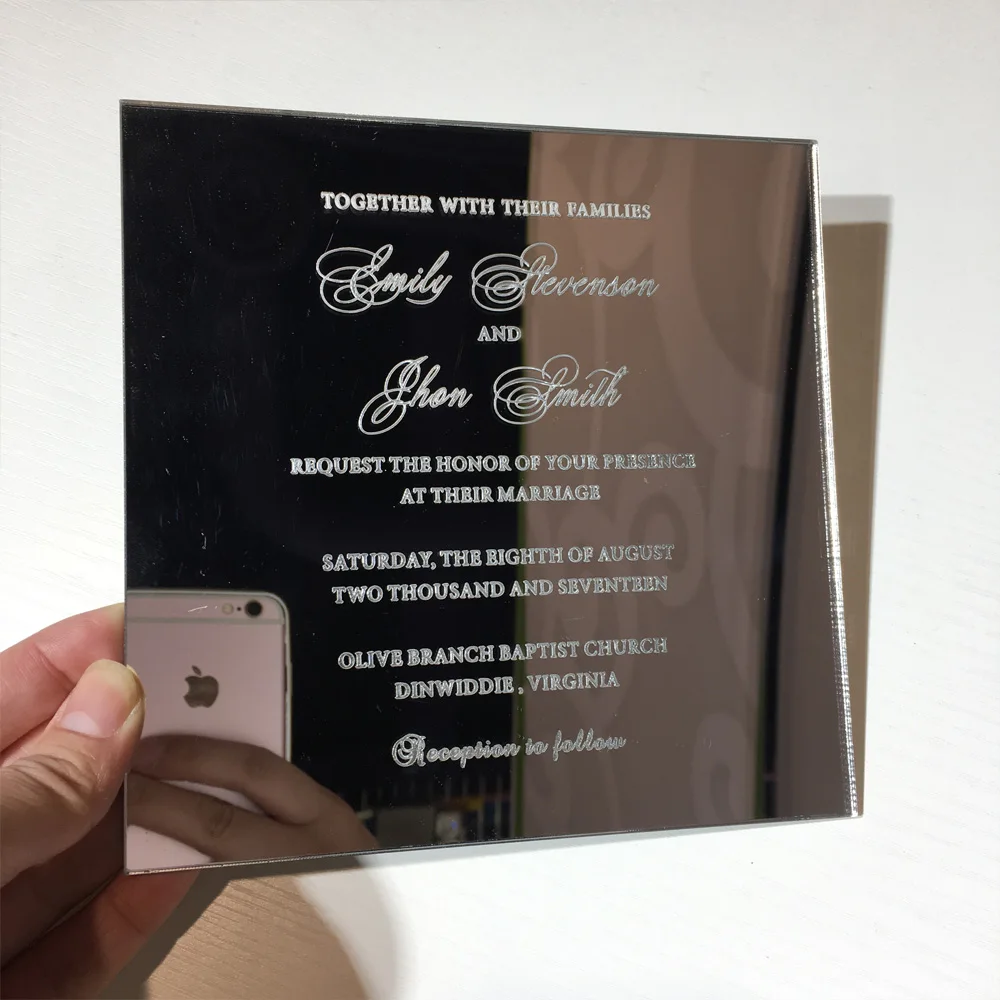 TOGETHER WITH THEIR FAMILIES
Emily Stevenson
AND
Jhon Smith
REQUEST THE HONOR OF YOUR PRESENCE
AT THEIR MARRIAGE
SATURDAY, THE EIGHTH OF AUGUST
TWO THOUSAND AND SEVENTEEN
OLIVE BRANCH BAPTIST CHURCH
DINWIDDIE , VIRGINIA
Reception to follow